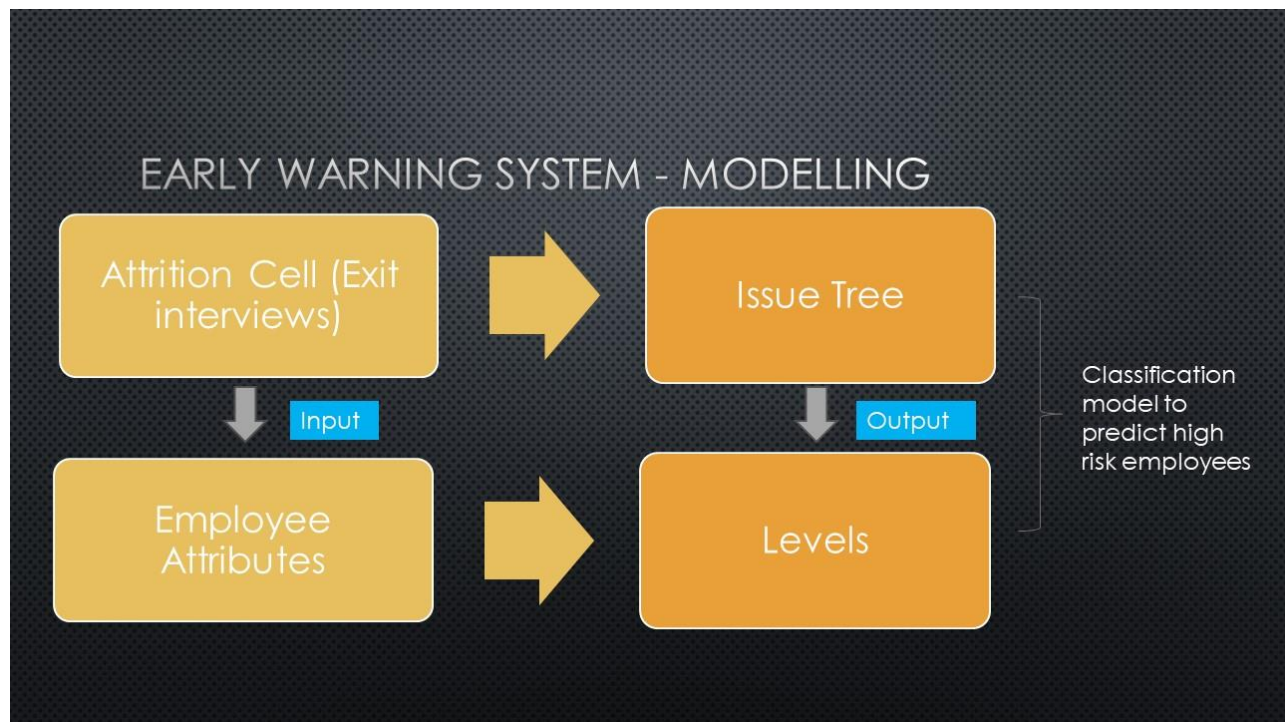 EARLY WARNING SYSTEM - MODELLING
Attrition Cell (Exit
interviews)
Issue Tree
Input
Output
Classification
model to
predict high
risk employees
Employee
Attributes
Levels